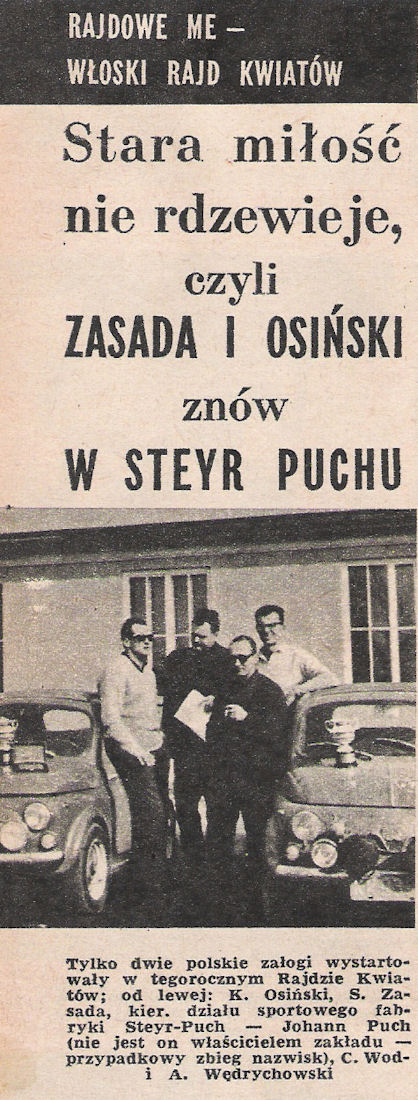 RAJDOWE ME —
WŁOSKI RAJD KWIATÓW
Stara miłość
nie rdzewieje,
czyli
ZASADA I OSIŃSKI
znów
W STEYR PUCHU
Tylko dwie polskie załogi wystarto-
wały w tegorocznym Rajdzie Kwia-
tów; od lewej: K. Osiński, S. Za-
sada, kier. działu sportowego fab-
ryki Steyr-Puch — Johann Puch
(nie jest on właścicielem zakładu —
przypadkowy zbieg nazwisk), C. Wod-
i A. Wędrychowski